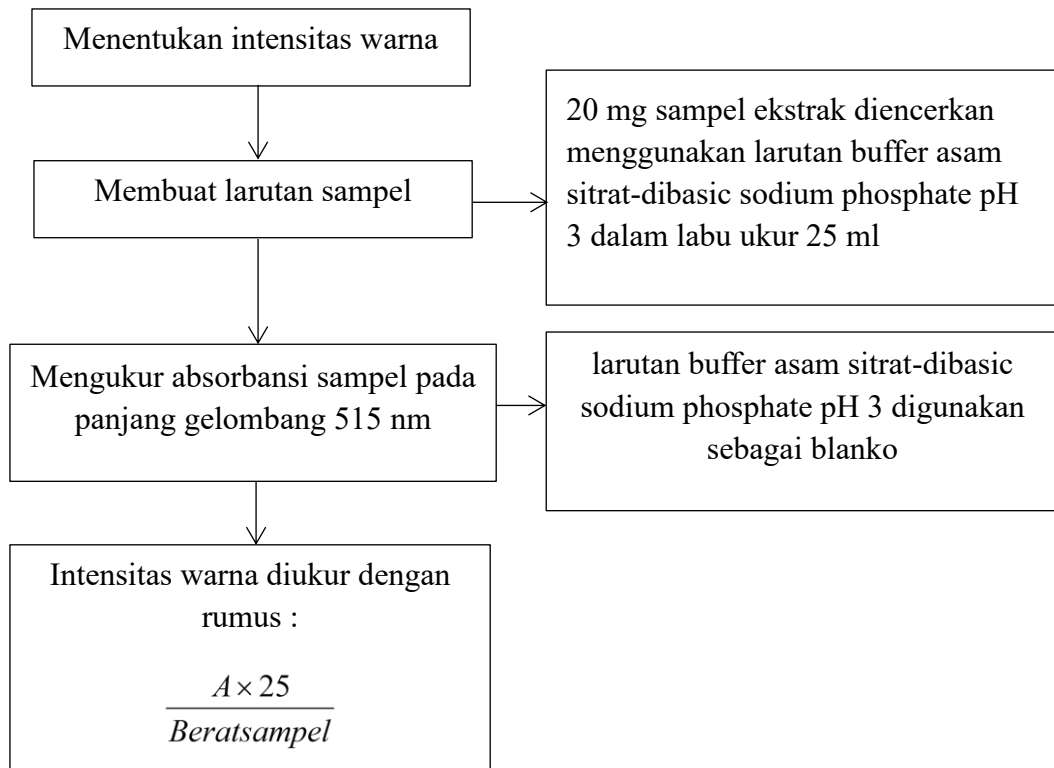 Menentukan intensitas warna
Membuat larutan sampel
20 mg sampel ekstrak diencerkan
menggunakan larutan buffer asam
sitrat-dibasic sodium phosphate pH
3 dalam labu ukur 25 ml
Mengukur absorbansi sampel pada
panjang gelombang 515 nm
larutan buffer asam sitrat-dibasic
sodium phosphate pH 3 digunakan
sebagai blanko
Intensitas warna diukur dengan
rumus :
A × 25
Beratsampel